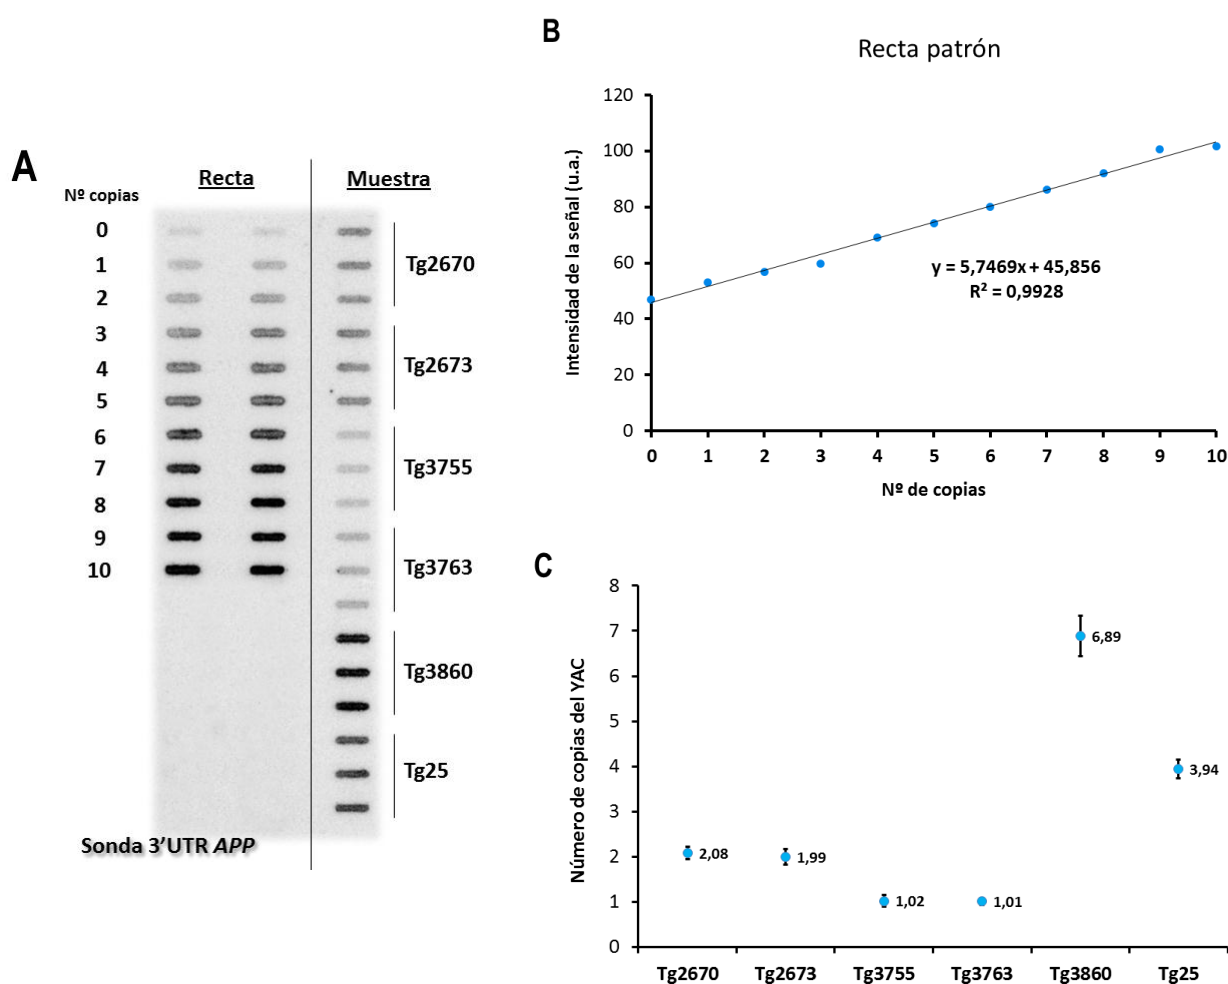 A
Nº copias
Recta
Muestra
0
1
2
3
4
5
6
7
8
9
10
Tg2670
Tg2673
Tg3755
Tg3763
Tg3860
Tg25
Sonda 3’UTR APP
B
Recta patrón
Intensidad de la señal (u.a.)
120
100
80
60
40
20
0
y = 5,7469x + 45,856
R² = 0,9928
0 1 2 3 4 5 6 7 8 9 10
Nº de copias
C
Número de copias del YAC
8
7
6
5
4
3
2
1
0
2,08
1,99
1,02
1,01
6,89
3,94
Tg2670 Tg2673 Tg3755 Tg3763 Tg3860 Tg25